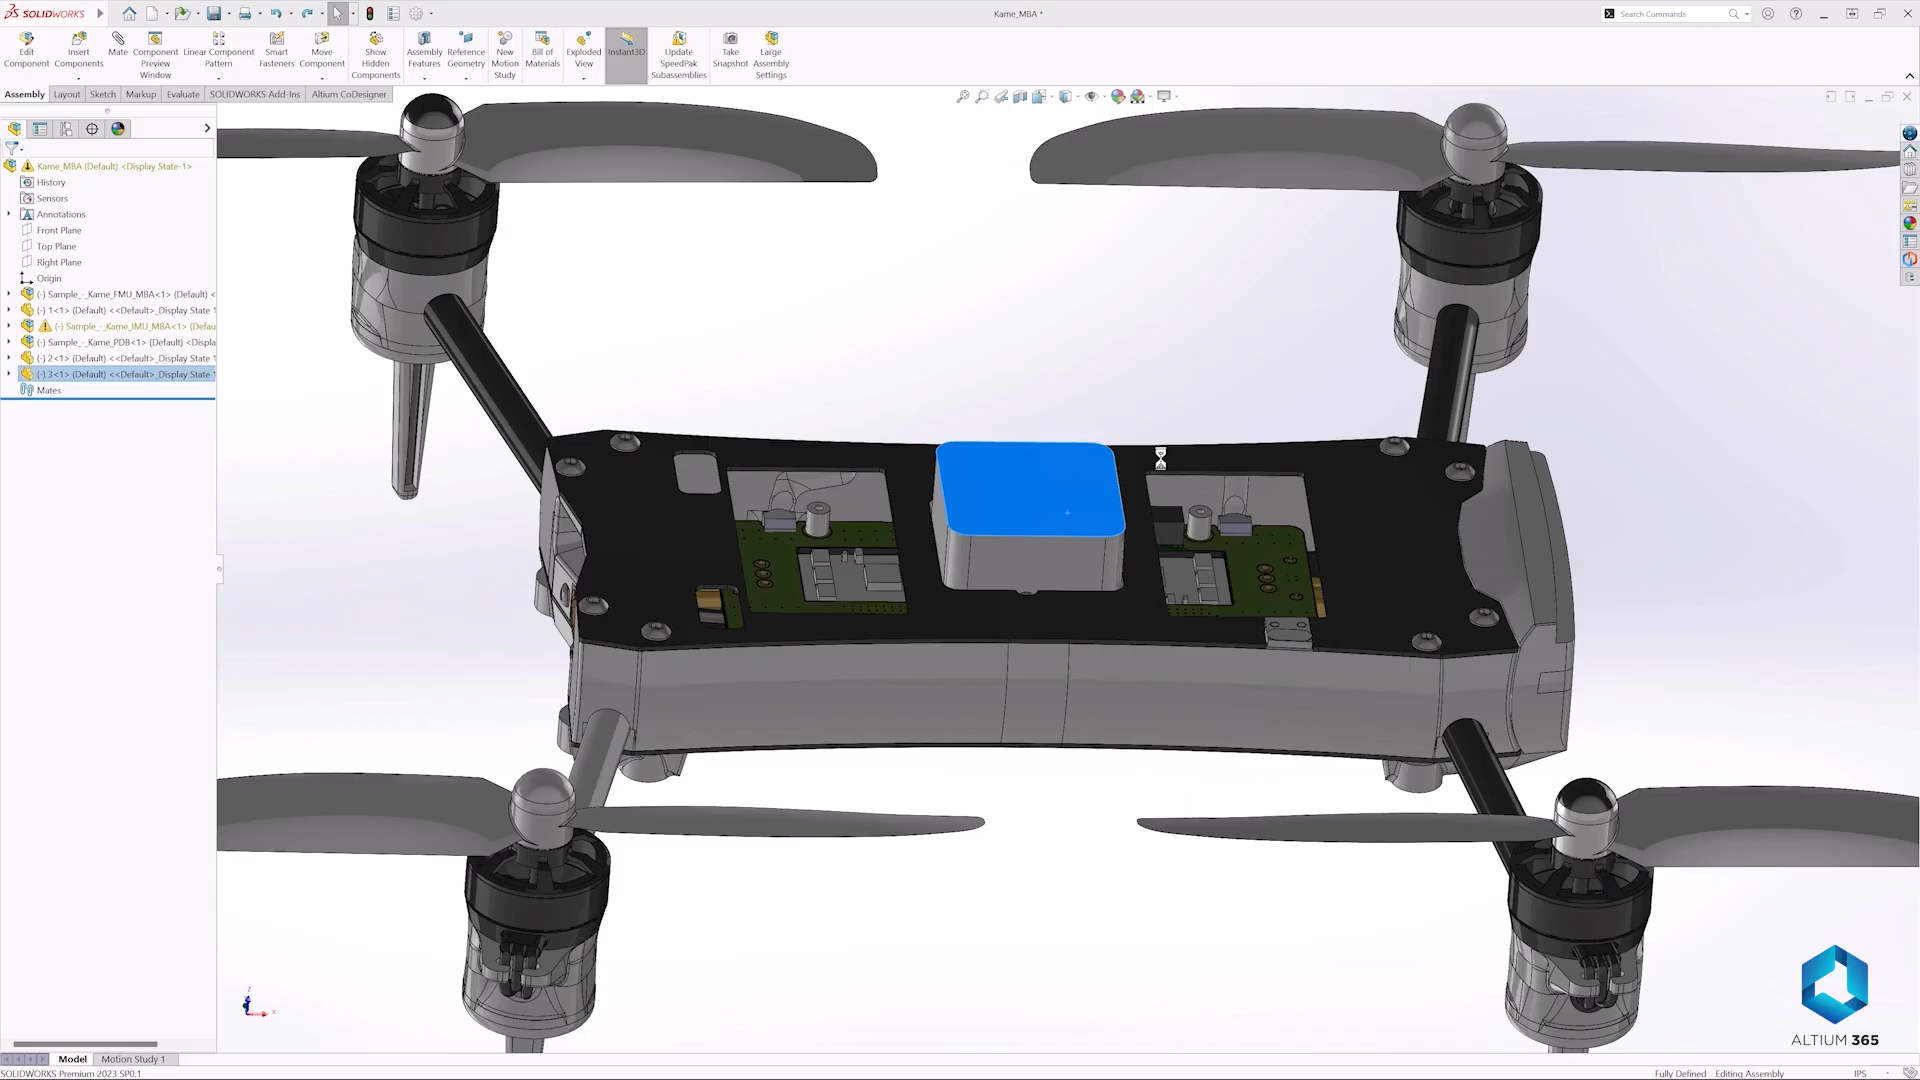 SOLIDWORKS
Kame_MBA *
Search Commands
Edit Component
Insert Components
Mate
Component Preview Window
Linear Component Pattern
Smart Fasteners
Move Component
Show Hidden Components
Assembly Features
Reference Geometry
New Motion Study
Bill of Materials
Exploded View
Instant3D
Update SpeedPak Subassemblies
Take Snapshot
Large Assembly Settings
Assembly
Layout
Sketch
Markup
Evaluate
SOLIDWORKS Add-Ins
Altium CoDesigner
Kame_MBA (Default) <Display State-1>
History
Sensors
Annotations
Front Plane
Top Plane
Right Plane
Origin
(-) Sample_-_Kame_FMU_MBA<1> (Default) <
(-) 1<1> (Default) <<Default>_Display State 1
(-) Sample_-_Kame_IMU_MBA<1> (Defau
(-) Sample_-_Kame_PDB<1> (Default) <Displa
(-) 2<1> (Default) <<Default>_Display State 1
(-) 3<1> (Default) <<Default>_Display State 1
Mates
Z
X
ALTIUM 365
Model
Motion Study 1
SOLIDWORKS Premium 2023 SP0.1
Fully Defined
Editing Assembly
IPS